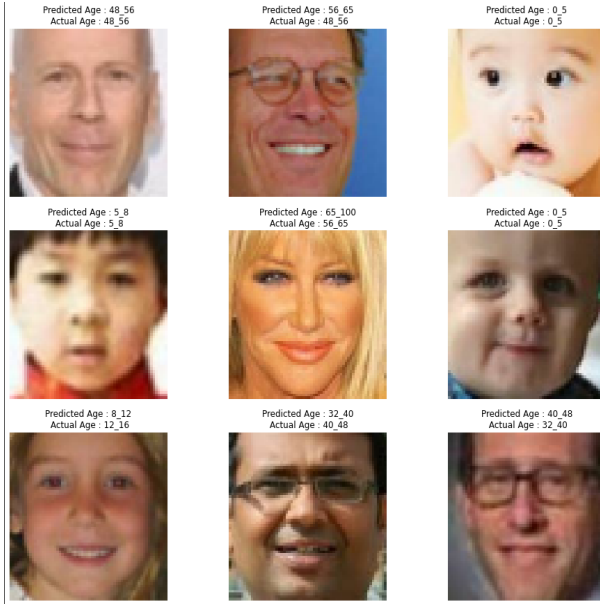 Predicted Age : 48_56
Actual Age : 48_56
Predicted Age : 56_65
Actual Age : 48_56
Predicted Age : 0_5
Actual Age : 0_5
Predicted Age : 5_8
Actual Age : 5_8
Predicted Age : 65_100
Actual Age : 56_65
Predicted Age : 0_5
Actual Age : 0_5
Predicted Age : 8_12
Actual Age : 12_16
Predicted Age : 32_40
Actual Age : 40_48
Predicted Age : 40_48
Actual Age : 32_40